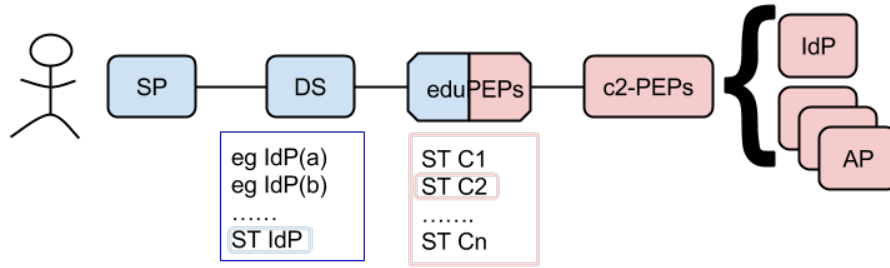 IdP
SP
DS
eduPEPs
c2-PEPs
AP
eg IdP(a)
eg IdP(b)
......
ST IdP
ST C1
ST C2
.......
ST Cn